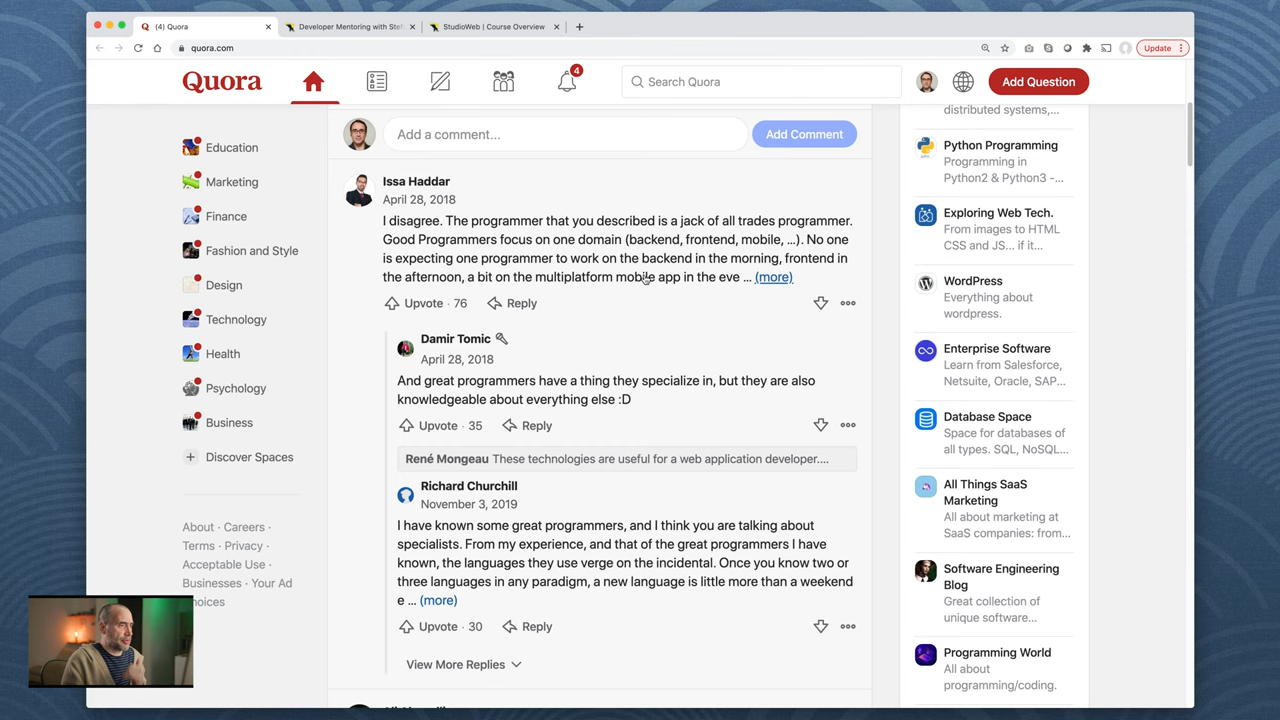 (4) Quora
Developer Mentoring with Stef
StudioWeb | Course Overview
quora.com
Update
Quora
4
Search Quora
Add Question
Education
Marketing
Finance
Fashion and Style
Design
Technology
Health
Psychology
Business
Discover Spaces
About · Careers ·
Terms · Privacy ·
Acceptable Use ·
Businesses · Your Ad
hoices
Add a comment...
Add Comment
Issa Haddar
April 28, 2018
I disagree. The programmer that you described is a jack of all trades programmer.
Good Programmers focus on one domain (backend, frontend, mobile, ...). No one
is expecting one programmer to work on the backend in the morning, frontend in
the afternoon, a bit on the multiplatform mobile app in the eve ... (more)
Upvote · 76 Reply
Damir Tomic
April 28, 2018
And great programmers have a thing they specialize in, but they are also
knowledgeable about everything else :D
Upvote · 35 Reply
René Mongeau These technologies are useful for a web application developer....
Richard Churchill
November 3, 2019
I have known some great programmers, and I think you are talking about
specialists. From my experience, and that of the great programmers I have
known, the languages they use verge on the incidental. Once you know two or
three languages in any paradigm, a new language is little more than a weekend
e ... (more)
Upvote · 30 Reply
View More Replies
distributed systems,...
Python Programming
Programming in
Python2 & Python3 -...
Exploring Web Tech.
From images to HTML
CSS and JS... if it...
WordPress
Everything about
wordpress.
Enterprise Software
Learn from Salesforce,
Netsuite, Oracle, SAP...
Database Space
Space for databases of
all types. SQL, NoSQL...
All Things SaaS
Marketing
All about marketing at
SaaS companies: from...
Software Engineering
Blog
Great collection of
unique software...
Programming World
All about
programming/coding.